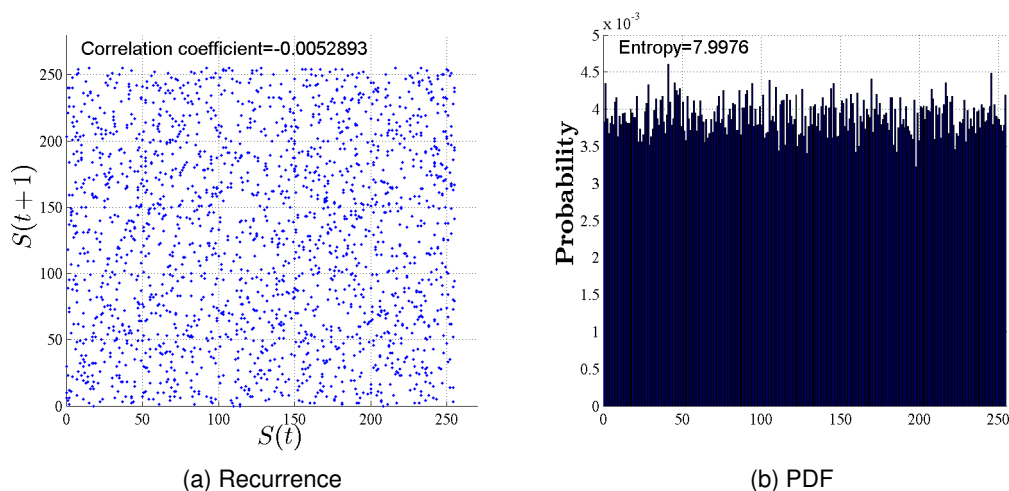 Correlation coefficient=-0.0052893
250
200
150
100
50
0
S(t + 1)
0 50 100 150 200 250
S(t)
(a) Recurrence
x 10⁻³
Entropy=7.9976
5
4.5
4
3.5
3
2.5
2
1.5
1
0.5
0
Probability
0 50 100 150 200 250
(b) PDF